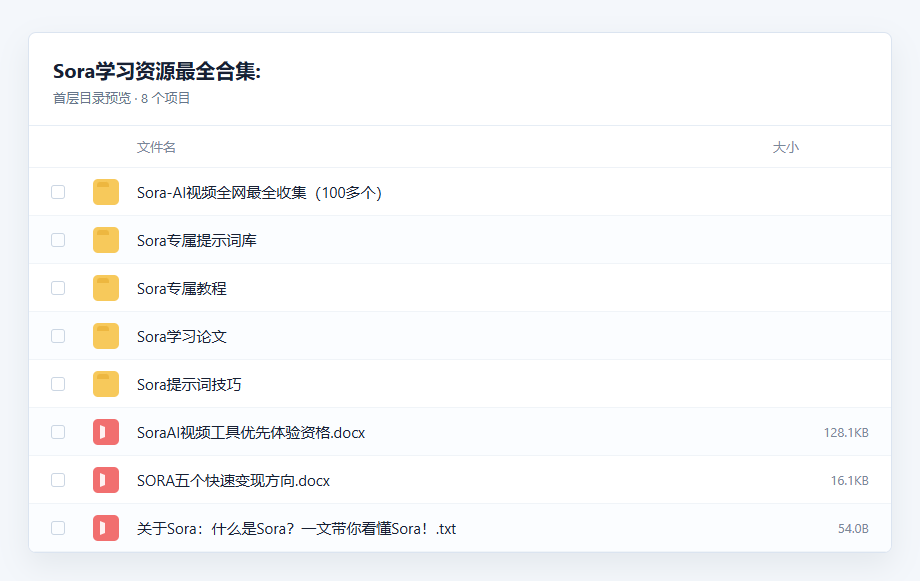 Sora学习资源最全合集:
首层目录预览 · 8 个项目
文件名 大小
Sora-AI视频全网最全收集（100多个）
Sora专属提示词库
Sora专属教程
Sora学习论文
Sora提示词技巧
SoraAI视频工具优先体验资格.docx 128.1KB
SORA五个快速变现方向.docx 16.1KB
关于Sora：什么是Sora？一文带你看懂Sora！.txt 54.0B